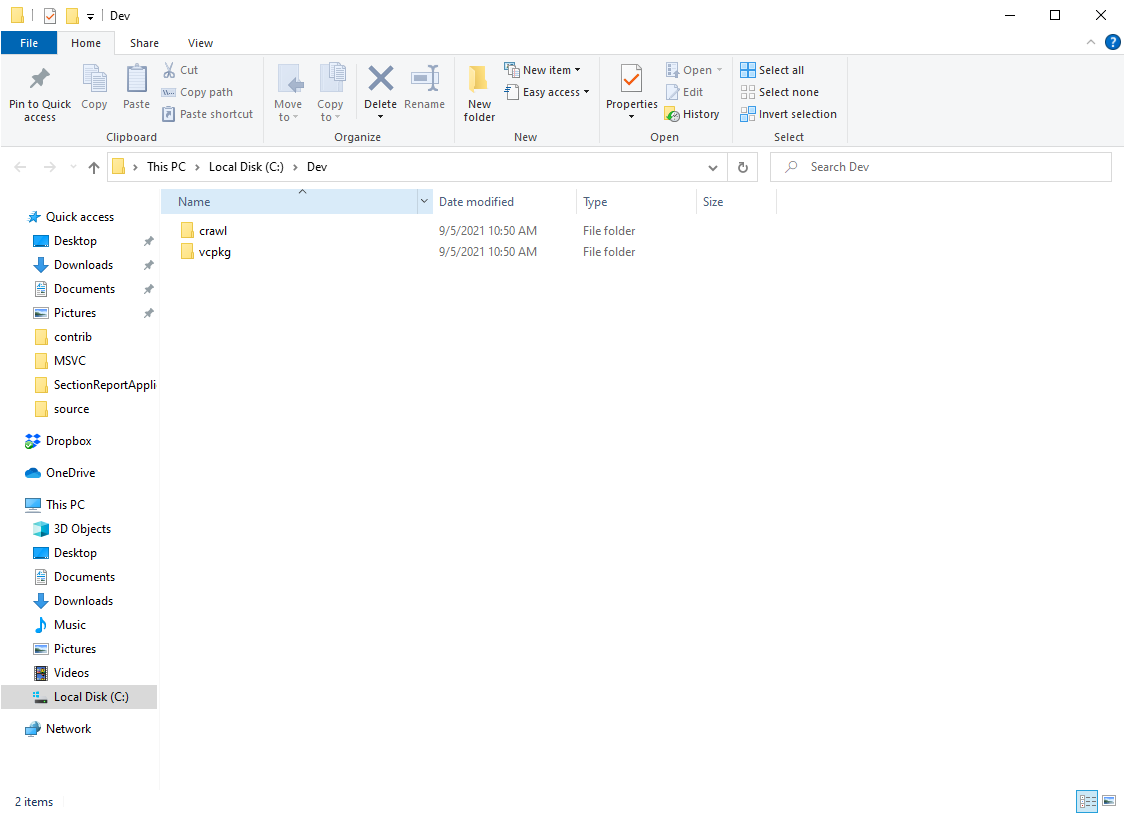 Dev
File Home Share View
Pin to Quick access
Copy
Paste
Cut
Copy path
Paste shortcut
Clipboard
Move to
Copy to
Delete
Rename
Organize
New folder
New item
Easy access
New
Properties
Open
Edit
History
Open
Select all
Select none
Invert selection
Select
This PC Local Disk (C:) Dev
Search Dev
Name Date modified Type Size
crawl 9/5/2021 10:50 AM File folder
vcpkg 9/5/2021 10:50 AM File folder
Quick access
Desktop
Downloads
Documents
Pictures
contrib
MSVC
SectionReportAppli
source
Dropbox
OneDrive
This PC
3D Objects
Desktop
Documents
Downloads
Music
Pictures
Videos
Local Disk (C:)
Network
2 items